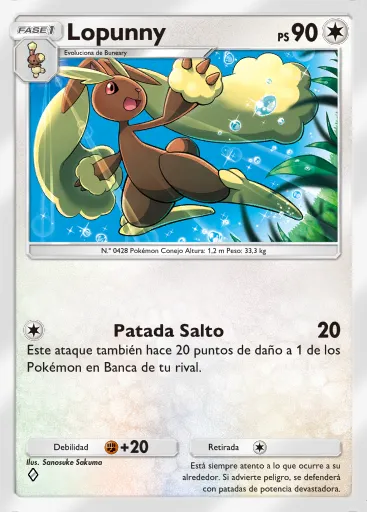 FASE 1
Lopunny
PS 90
Evoluciona de Buneary
N.º 0428 Pokémon Conejo Altura: 1,2 m Peso: 33,3 kg
Patada Salto 20
Este ataque también hace 20 puntos de daño a 1 de los
Pokémon en Banca de tu rival.
Debilidad +20
Retirada
Ilus. Sanosuke Sakuma
Está siempre atento a lo que ocurre a su
alrededor. Si advierte peligro, se defenderá
con patadas de potencia devastadora.